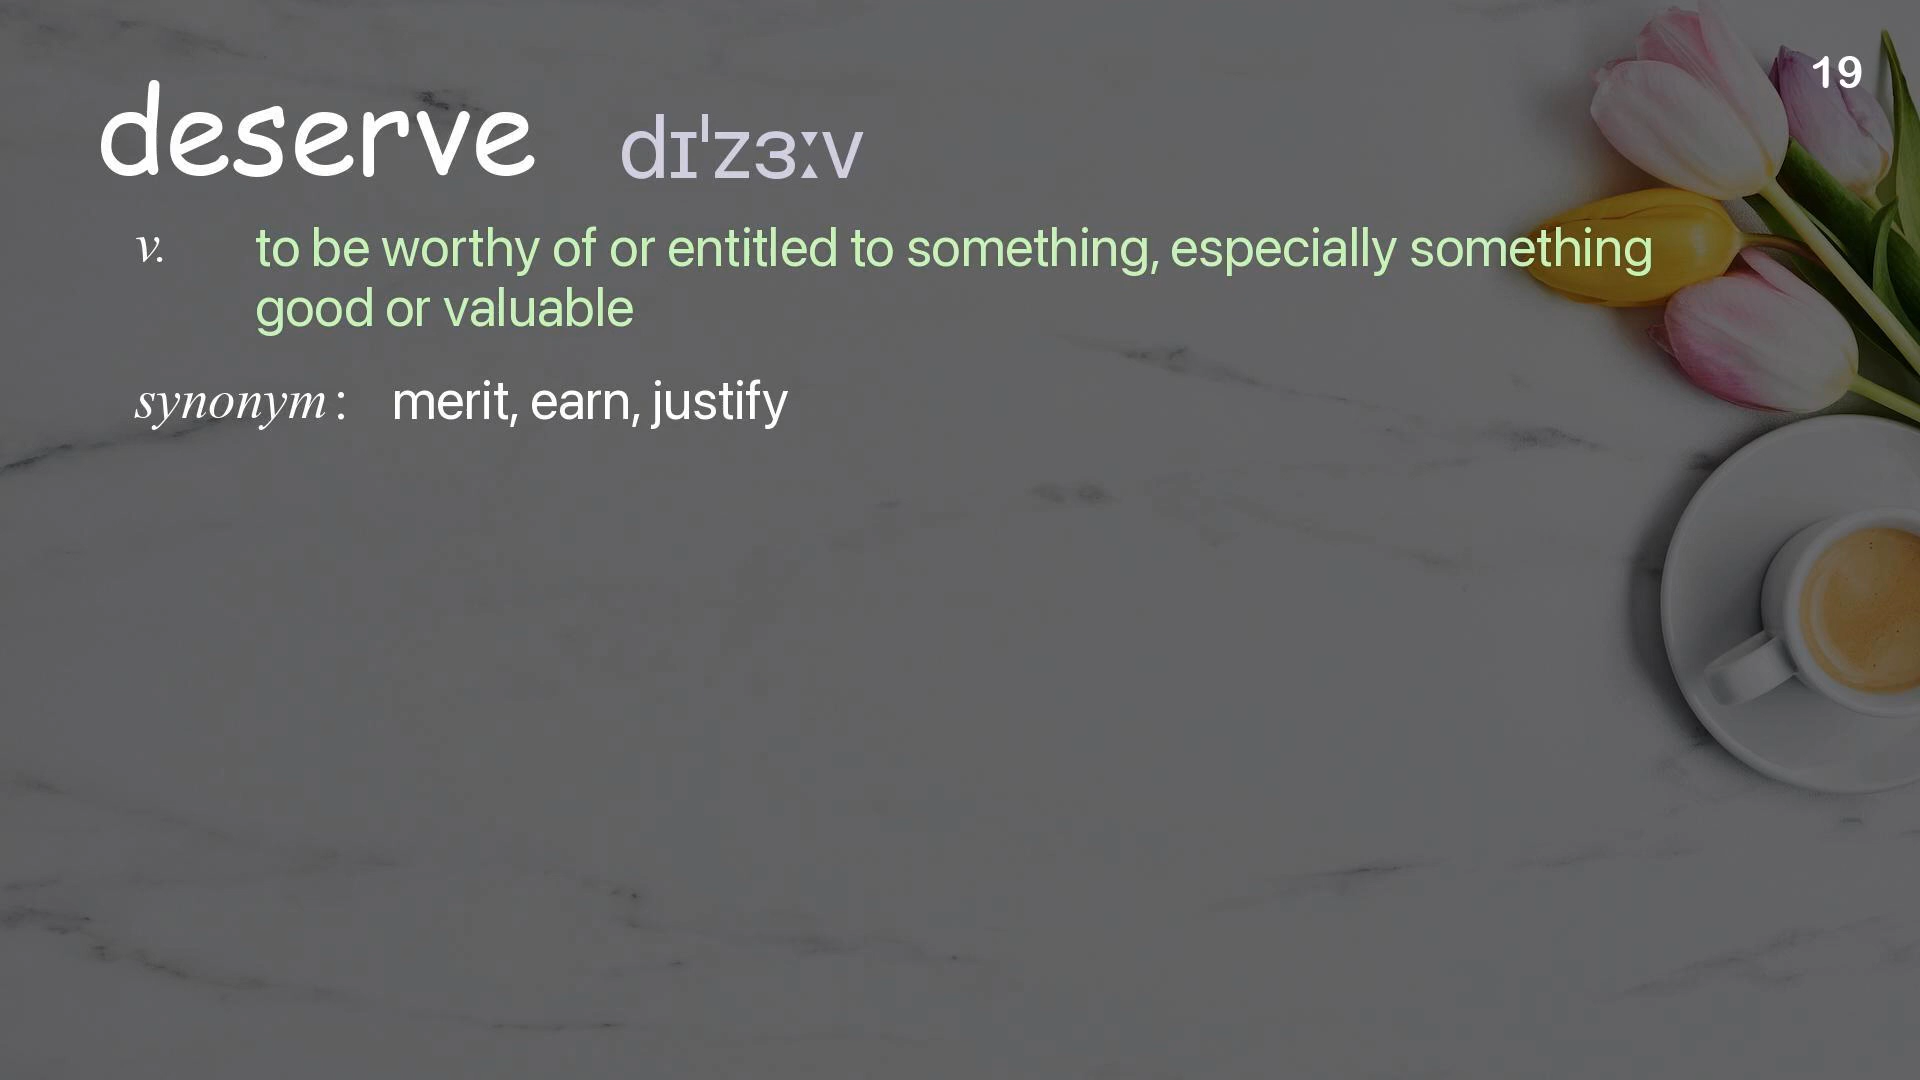 19
deserve dɪˈzɜːv
v. to be worthy of or entitled to something, especially something
good or valuable
synonym : merit, earn, justify